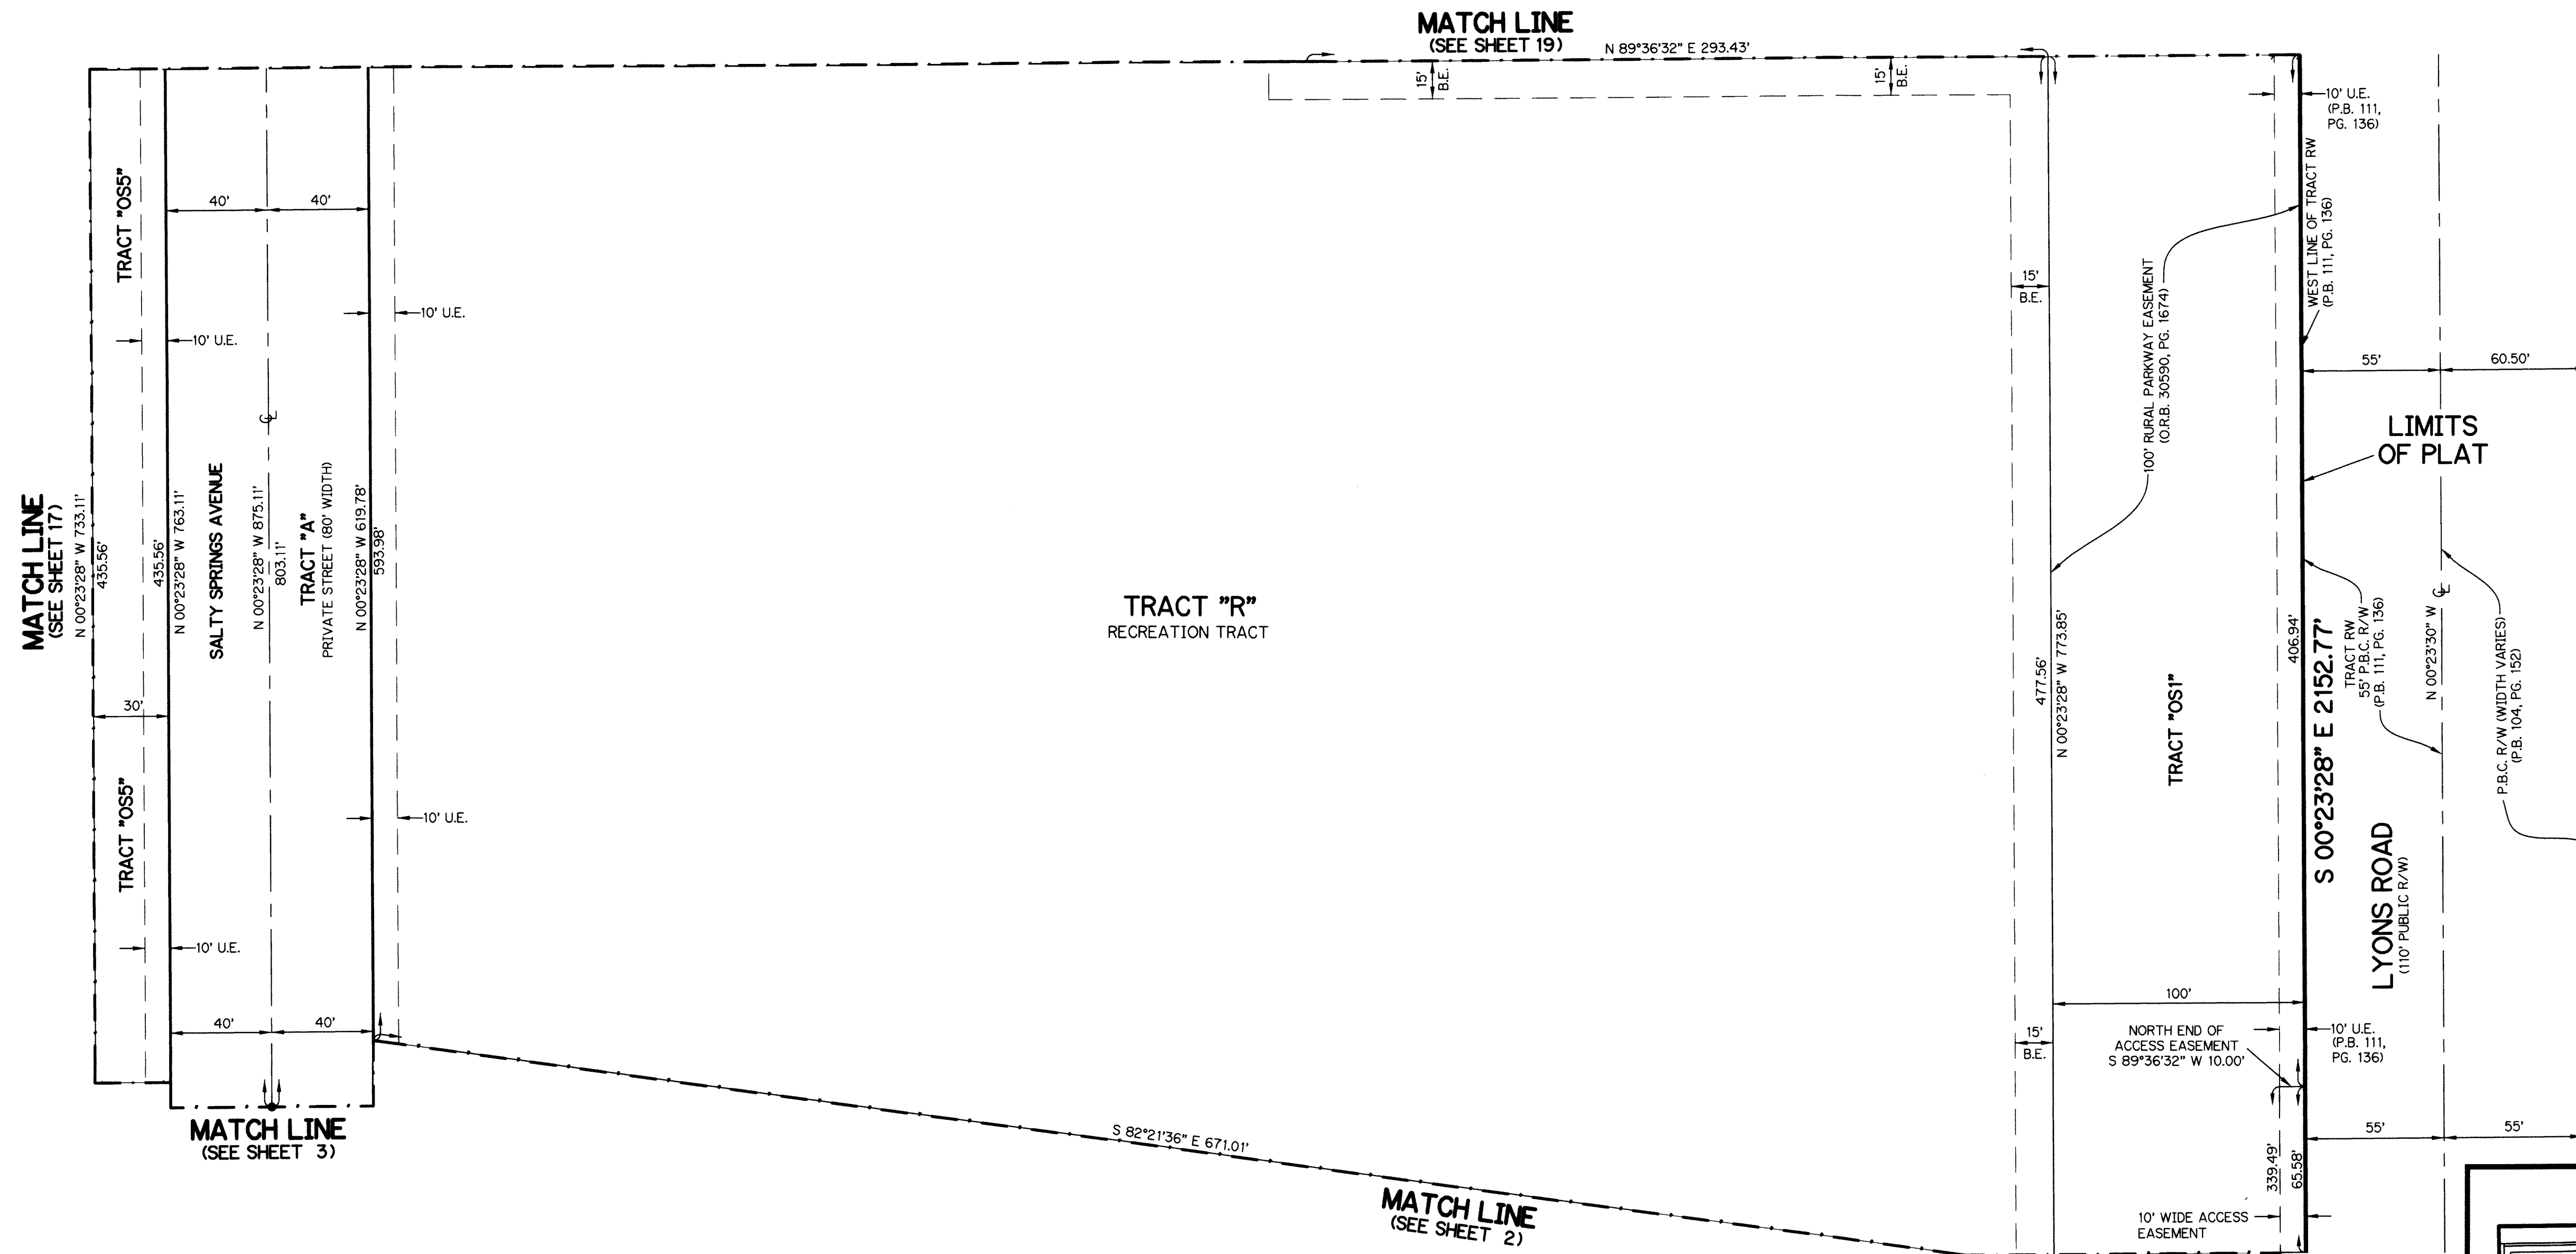 MATCH LINE
(SEE SHEET 19)
N 89°36'32" E 293.43'
15'
B.E.
15'
B.E.
10' U.E.
(P.B. 111,
PG. 136)
TRACT "OS5"
40'
40'
WEST LINE OF TRACT RW
(P.B. 111, PG. 136)
15'
B.E.
100' RURAL PARKWAY EASEMENT
(O.R.B. 30590, PG. 1674)
10' U.E.
10' U.E.
55'
60.50'
LIMITS
OF PLAT
MATCH LINE
(SEE SHEET 17)
N 00°23'28" W 733.11'
435.56'
435.56'
N 00°23'28" W 763.11'
SALTY SPRINGS AVENUE
N 00°23'28" W 875.11'
803.11'
TRACT "A"
PRIVATE STREET (80' WIDTH)
N 00°23'28" W 619.78'
593.98'
TRACT "R"
RECREATION TRACT
477.56'
N 00°23'28" W 773.85'
TRACT "OS1"
406.94'
S 00°23'28" E 2152.77'
TRACT RW
55' P.B.C. R/W
(P.B. 111, PG. 136)
N 00°23'30" W
P.B.C. R/W (WIDTH VARIES)
(P.B. 104, PG. 152)
30'
TRACT "OS5"
10' U.E.
LYONS ROAD
(110' PUBLIC R/W)
10' U.E.
100'
40'
40'
15'
B.E.
NORTH END OF
ACCESS EASEMENT
S 89°36'32" W 10.00'
10' U.E.
(P.B. 111,
PG. 136)
MATCH LINE
(SEE SHEET 3)
S 82°21'36" E 671.01'
55'
55'
339.49'
65.58'
MATCH LINE
(SEE SHEET 2)
10' WIDE ACCESS
EASEMENT